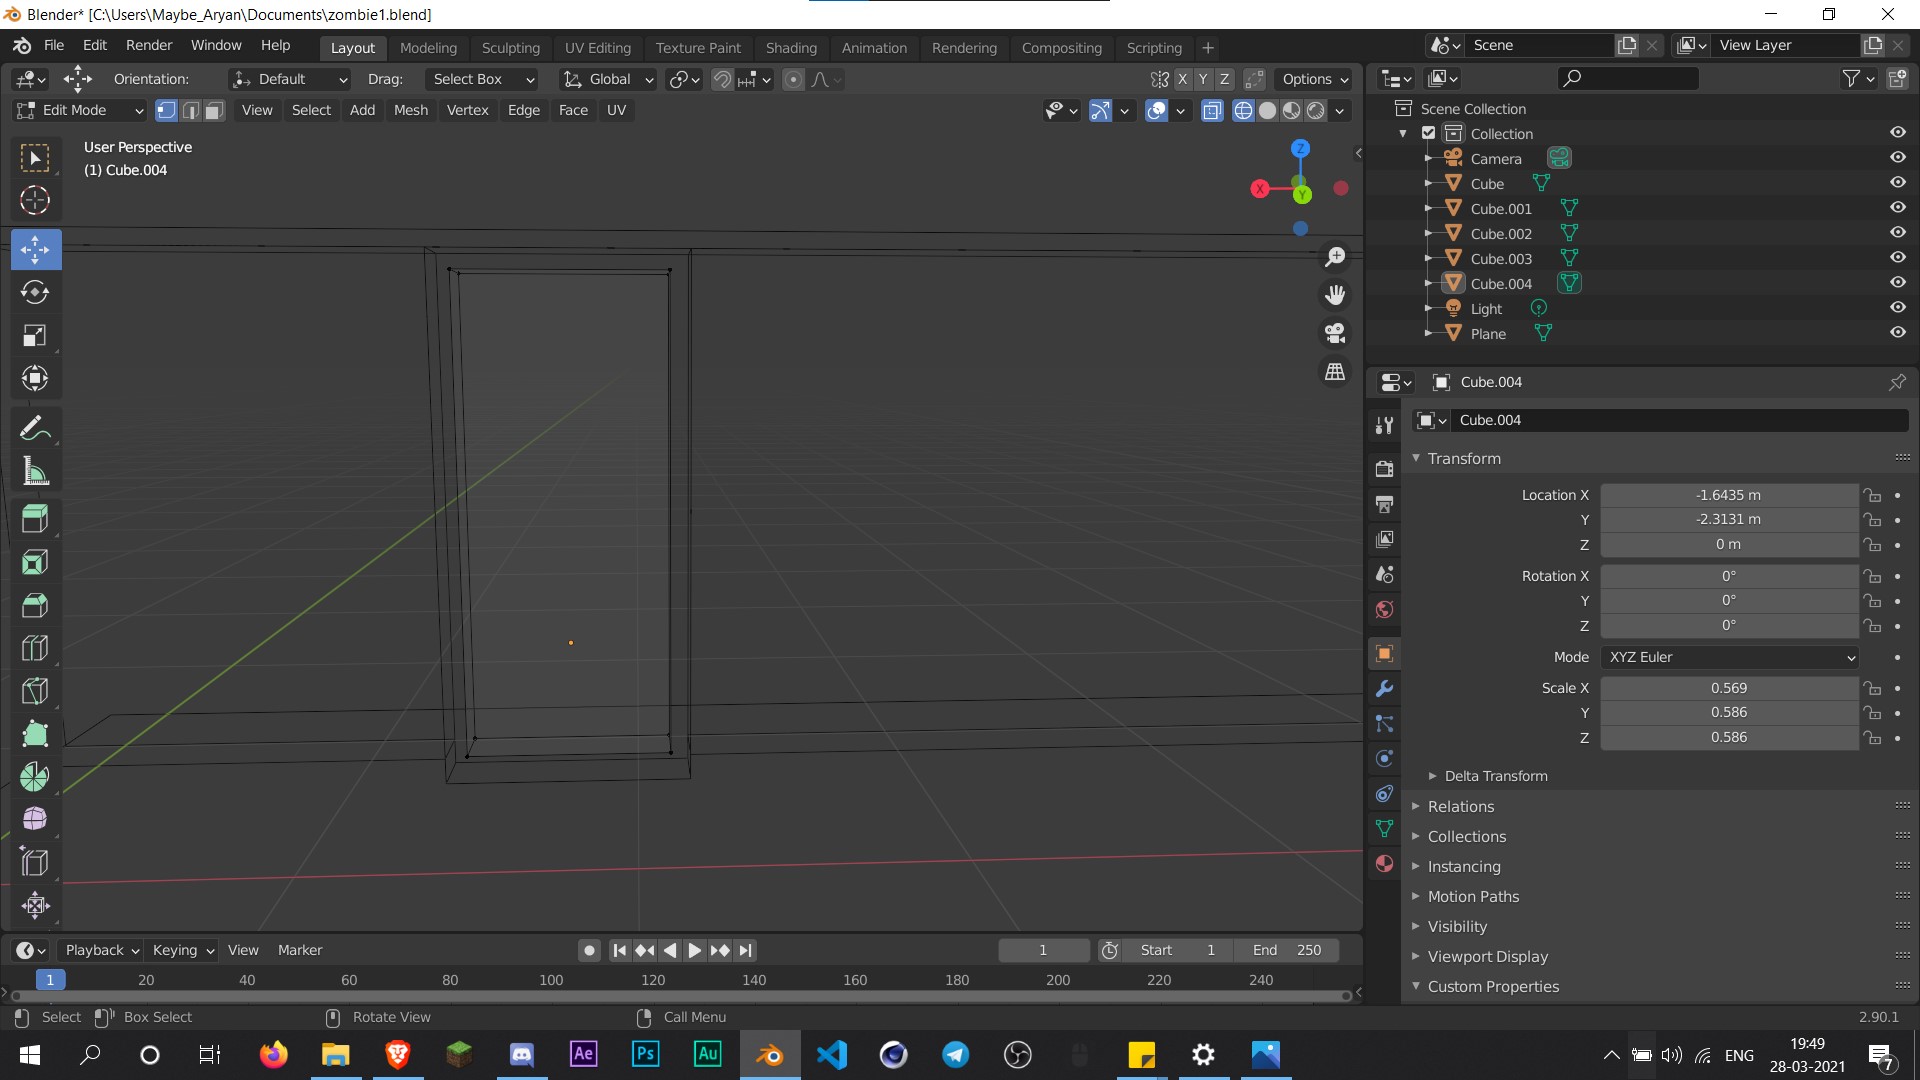 Blender* [C:\Users\Maybe_Aryan\Documents\zombie1.blend]
File Edit Render Window Help Layout Modeling Sculpting UV Editing Texture Paint Shading Animation Rendering Compositing Scripting + Scene View Layer
Orientation: Default Drag: Select Box Global X Y Z Options
Edit Mode View Select Add Mesh Vertex Edge Face UV
User Perspective
(1) Cube.004
Z
X
Y
Scene Collection
Collection
Camera
Cube
Cube.001
Cube.002
Cube.003
Cube.004
Light
Plane
Cube.004
Cube.004
Transform
Location X -1.6435 m
Y -2.3131 m
Z 0 m
Rotation X 0°
Y 0°
Z 0°
Mode XYZ Euler
Scale X 0.569
Y 0.586
Z 0.586
Delta Transform
Relations
Collections
Instancing
Motion Paths
Visibility
Viewport Display
Custom Properties
Playback Keying View Marker 1 Start 1 End 250
1 20 40 60 80 100 120 140 160 180 200 220 240
Select Box Select Rotate View Call Menu 2.90.1
Ae Ps Au ENG 19:49
28-03-2021 7